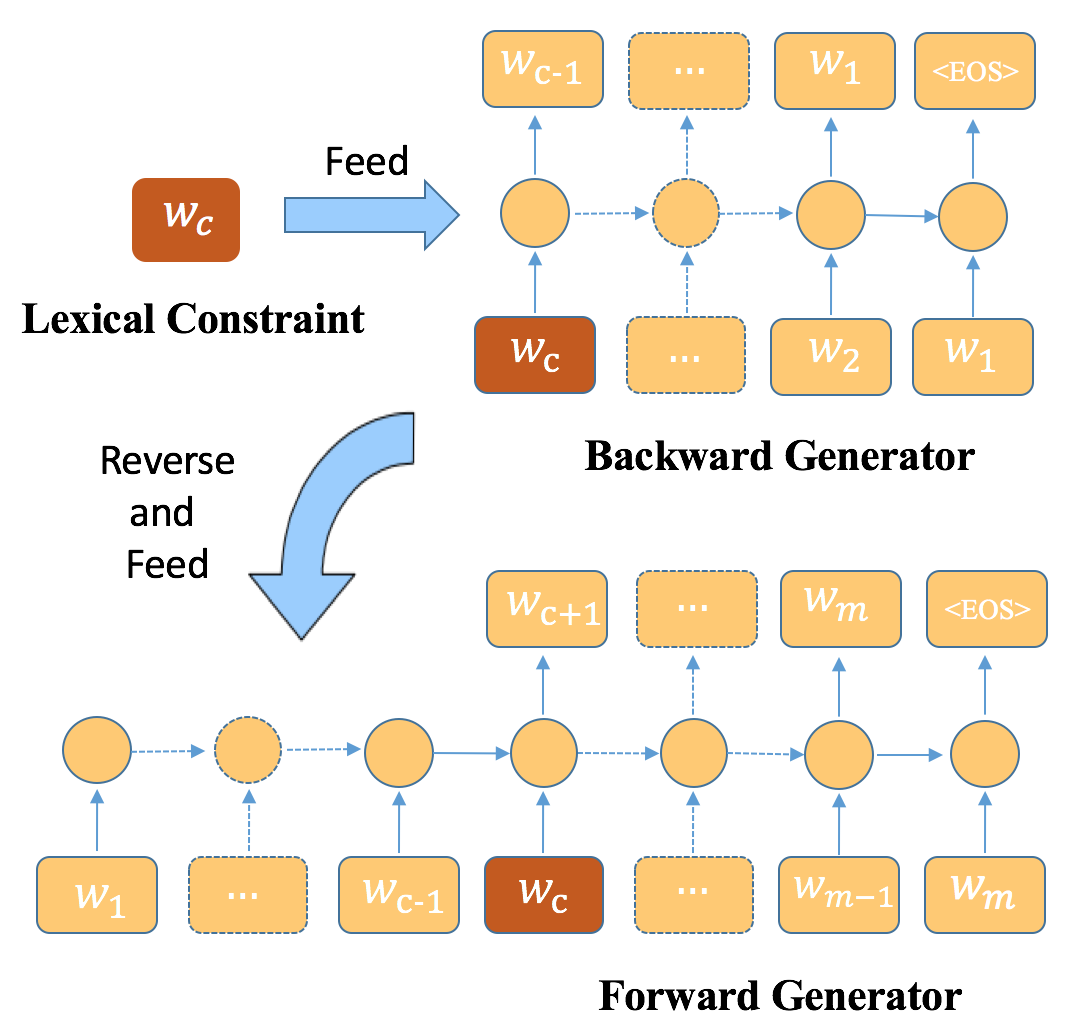 w_{c-1} ... w_1 <EOS>
Feed
w_c
Lexical Constraint
w_c ... w_2 w_1
Backward Generator
Reverse
and
Feed
w_{c+1} ... w_m <EOS>
w_1 ... w_{c-1} w_c ... w_{m-1} w_m
Forward Generator